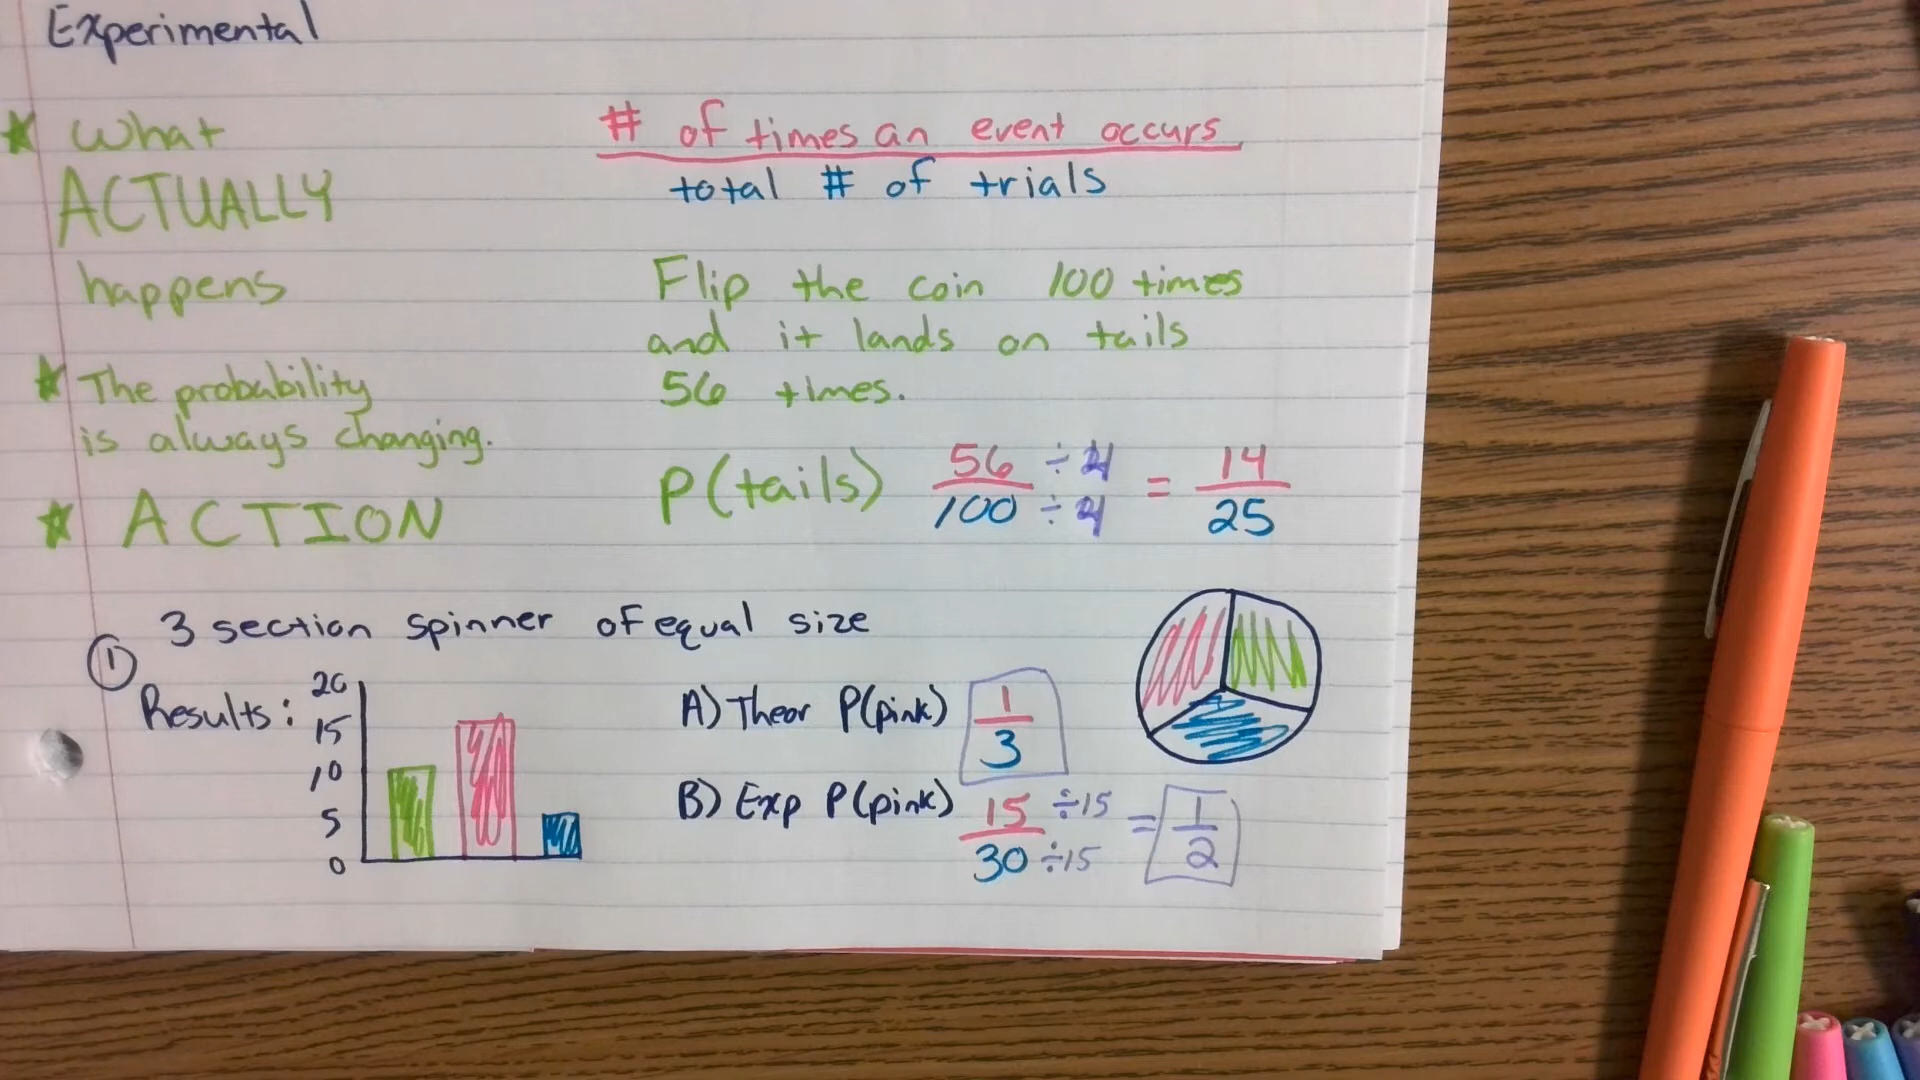 Experimental
★ What
ACTUALLY
happens
★ The probability
is always changing.
★ ACTION
# of times an event occurs
total # of trials
Flip the coin 100 times
and it lands on tails
56 times.
P(tails) 56/100 ÷4/÷4 = 14/25
① 3 section spinner of equal size
Results:
20
15
10
5
0
A) Theor P(pink) 1/3
B) Exp P(pink) 15/30 ÷15/÷15 = 1/2